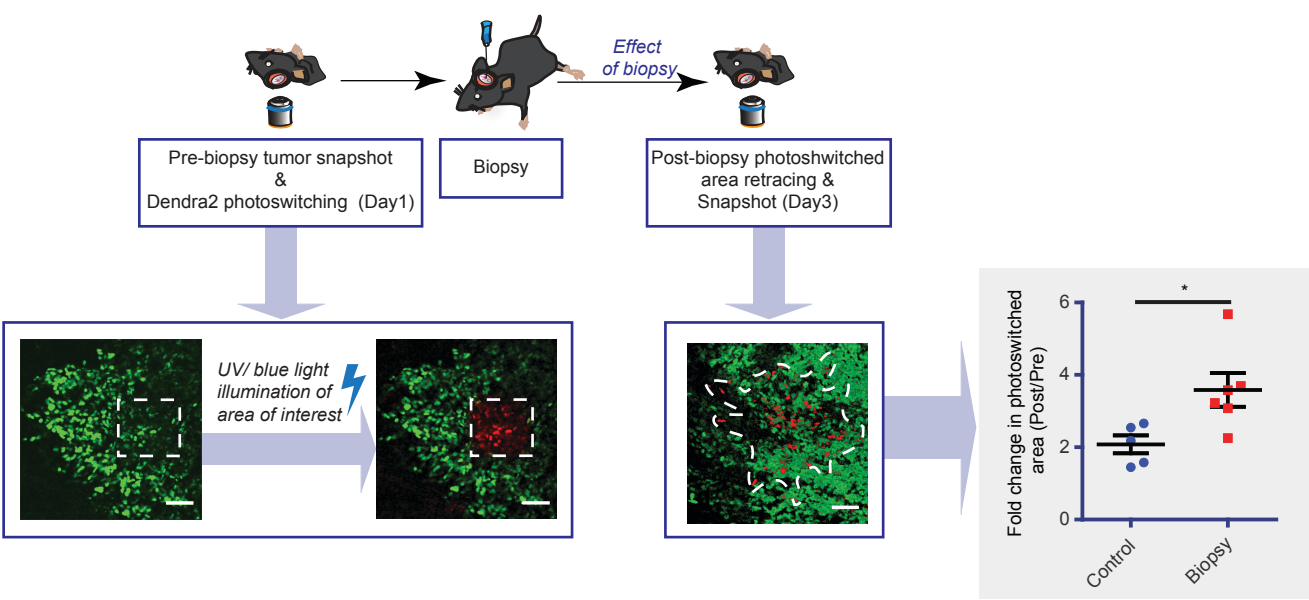 Effect
of biopsy
Pre-biopsy tumor snapshot
&
Dendra2 photoswitching (Day1)
Biopsy
Post-biopsy photoshwitched
area retracing &
Snapshot (Day3)
UV/ blue light
illumination of
area of interest
Fold change in photoswitched
area (Post/Pre)
6
4
2
0
*
Control
Biopsy